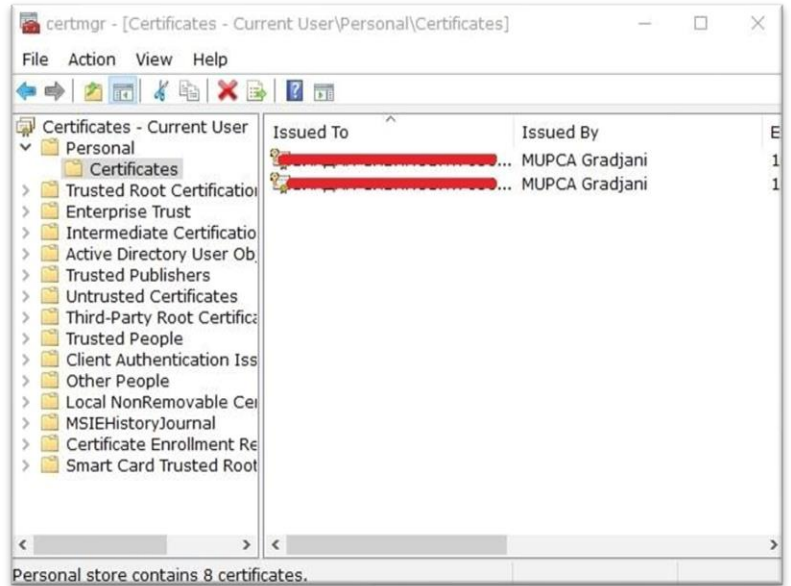 certmgr - [Certificates - Current User\Personal\Certificates]
File Action View Help
Certificates - Current User
Personal
Certificates
Trusted Root Certification
Enterprise Trust
Intermediate Certificatio
Active Directory User Ob
Trusted Publishers
Untrusted Certificates
Third-Party Root Certifica
Trusted People
Client Authentication Iss
Other People
Local NonRemovable Cer
MSIEHistoryJournal
Certificate Enrollment Re
Smart Card Trusted Root
Issued To Issued By E
... MUPCA Gradjani 1
... MUPCA Gradjani 1
Personal store contains 8 certificates.